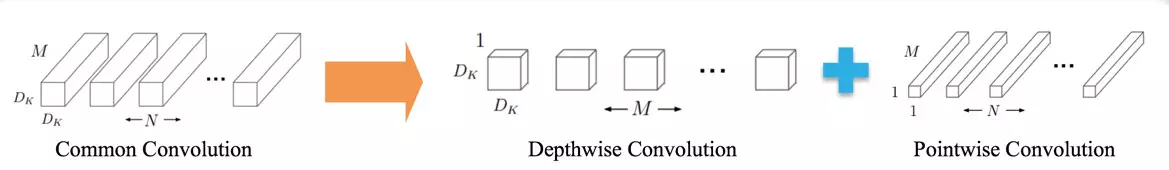 M
D_K
D_K
← N →
...
Common Convolution
1
D_K
D_K
...
← M →
Depthwise Convolution
M
1
1
...
← N →
Pointwise Convolution